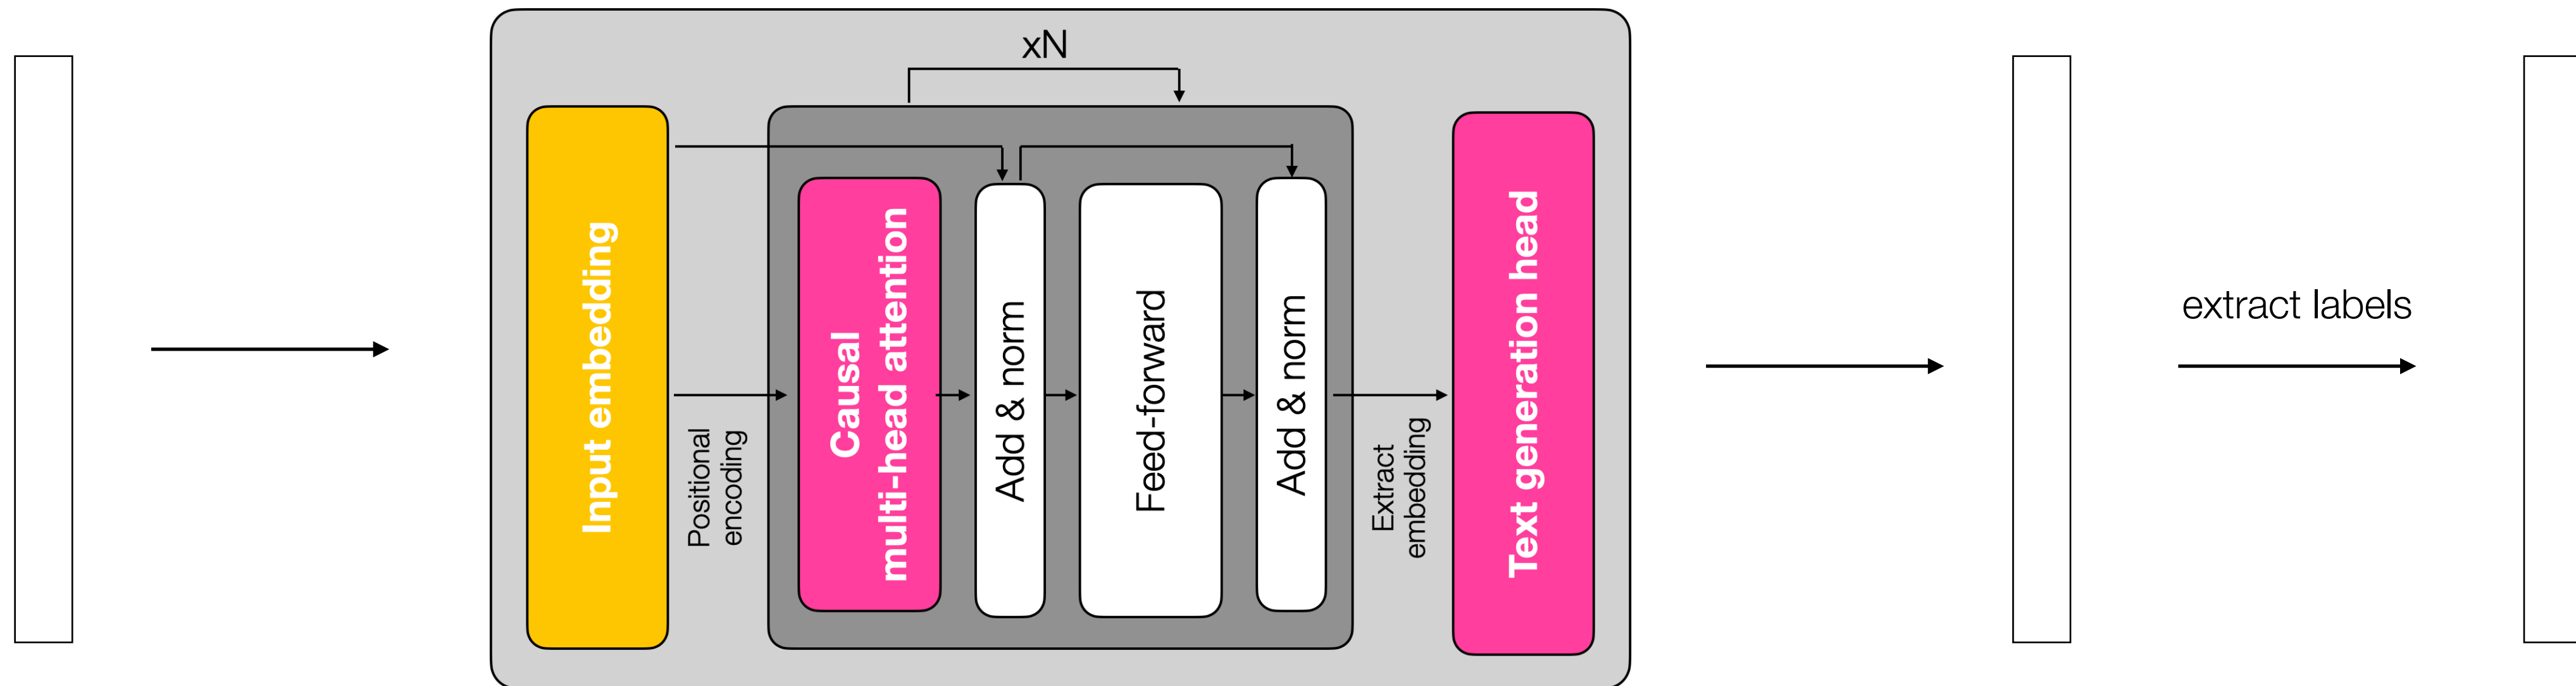 xN
Input embedding
Positional
encoding
Causal
multi-head attention
Add & norm
Feed-forward
Add & norm
Extract
embedding
Text generation head
extract labels